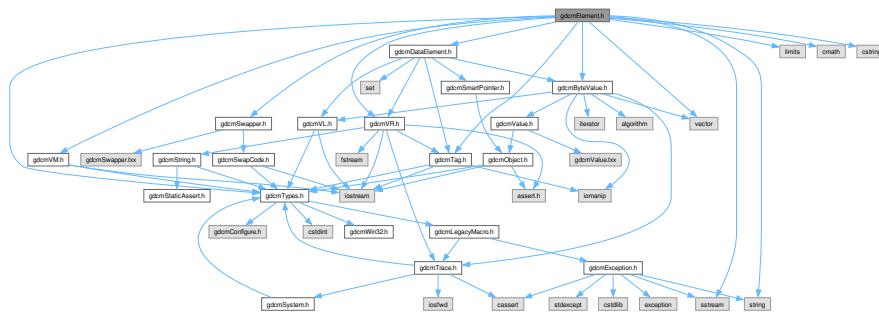 gdcmElement.h
gdcmDataElement.h
limits
cmath
cstring
set
gdcmSmartPointer.h
gdcmByteValue.h
gdcmSwapper.h
gdcmVL.h
gdcmVR.h
gdcmValue.h
iterator
algorithm
vector
gdcmVM.h
gdcmSwapper.txx
gdcmString.h
gdcmSwapCode.h
fstream
gdcmTag.h
gdcmObject.h
gdcmValue.txx
gdcmStaticAssert.h
gdcmTypes.h
iostream
assert.h
iomanip
gdcmConfigure.h
cstdint
gdcmWin32.h
gdcmLegacyMacro.h
gdcmTrace.h
gdcmException.h
gdcmSystem.h
iosfwd
cassert
stdexcept
cstdlib
exception
sstream
string